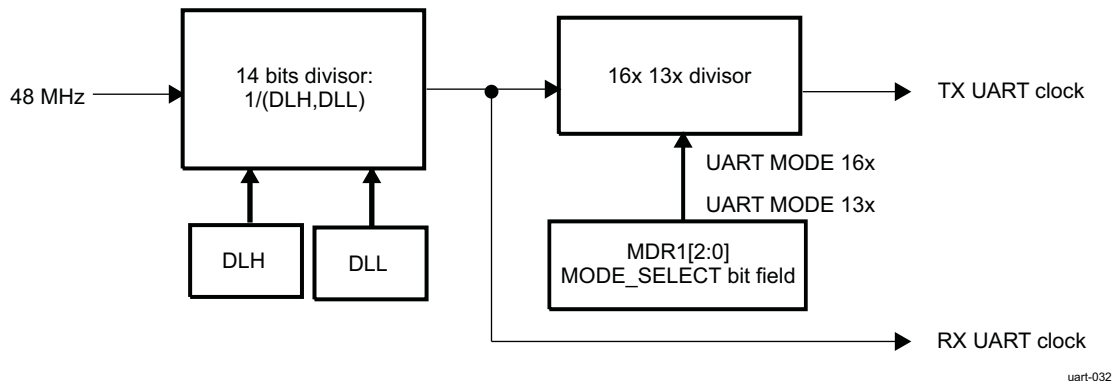 48 MHz
14 bits divisor:
1/(DLH,DLL)
16x 13x divisor
TX UART clock
UART MODE 16x
UART MODE 13x
DLH
DLL
MDR1[2:0]
MODE_SELECT bit field
RX UART clock
uart-032